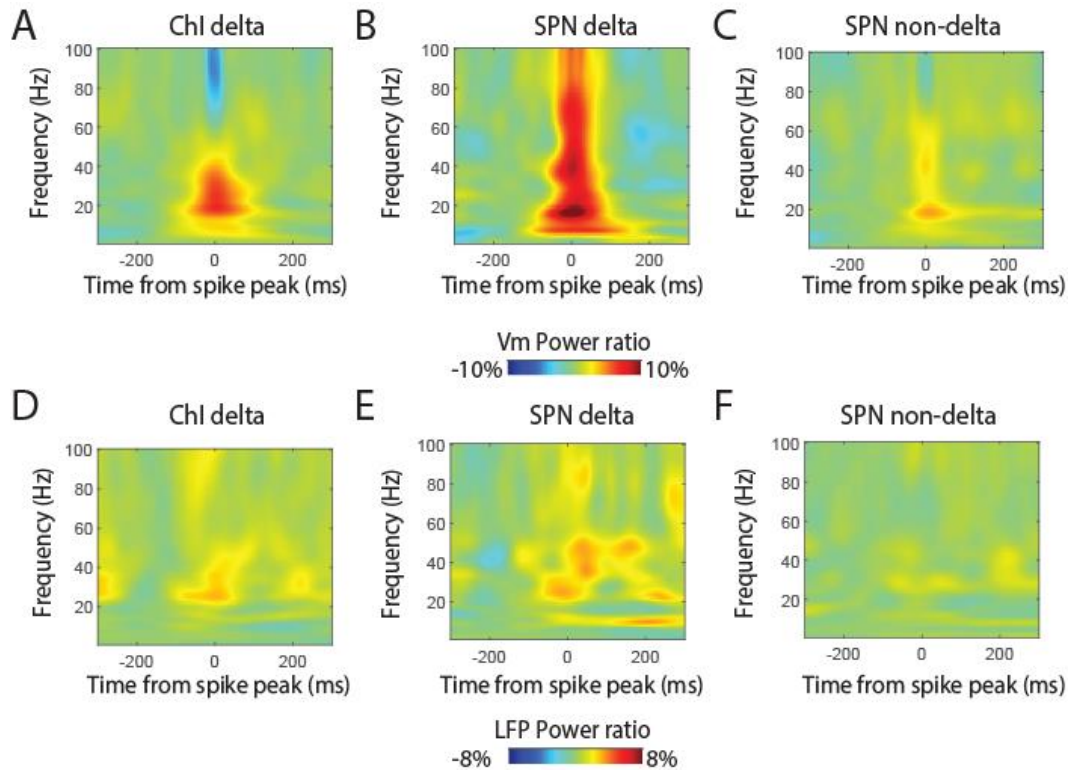 A
ChI delta
Frequency (Hz)
100
80
60
40
20
-200
0
200
Time from spike peak (ms)
B
SPN delta
Frequency (Hz)
100
80
60
40
20
-200
0
200
Time from spike peak (ms)
C
SPN non-delta
Frequency (Hz)
100
80
60
40
20
-200
0
200
Time from spike peak (ms)
Vm Power ratio
-10%
10%
D
ChI delta
Frequency (Hz)
100
80
60
40
20
-200
0
200
Time from spike peak (ms)
E
SPN delta
Frequency (Hz)
100
80
60
40
20
-200
0
200
Time from spike peak (ms)
F
SPN non-delta
Frequency (Hz)
100
80
60
40
20
-200
0
200
Time from spike peak (ms)
LFP Power ratio
-8%
8%